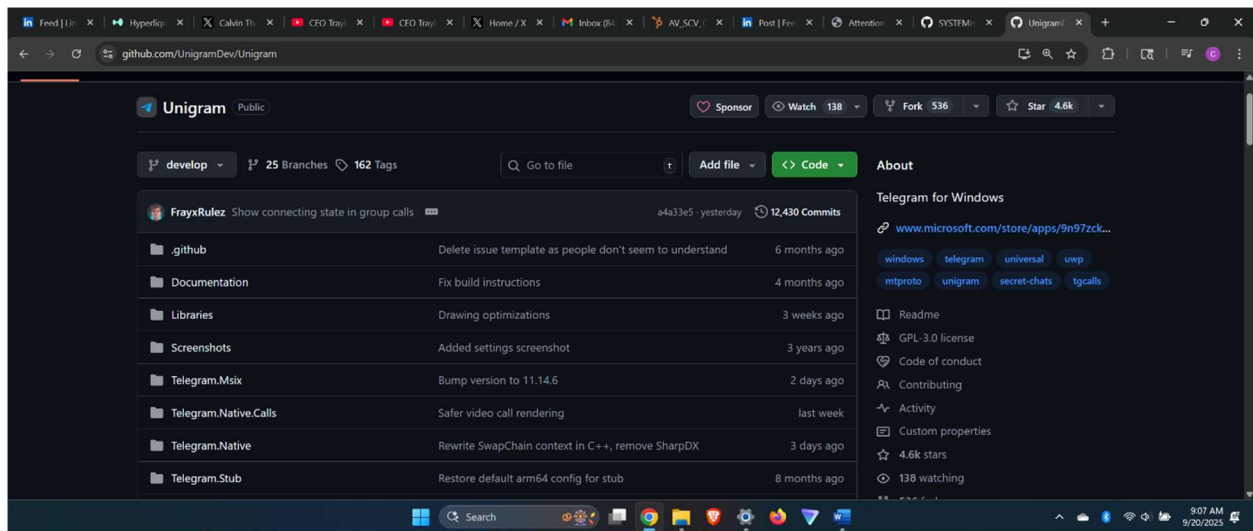 Feed | Lin
Hyperliqu
Calvin Th
CEO Trayl
CEO Trayl
Home / X
Inbox (84
AV_SCV_C
Post | Fee
Attention
SYSTEMi
UnigramD
github.com/UnigramDev/Unigram
Unigram Public
Sponsor Watch 138 Fork 536 Star 4.6k
develop 25 Branches 162 Tags Go to file t Add file Code
About
Telegram for Windows
FrayxRulez Show connecting state in group calls a4a33e5 · yesterday 12,430 Commits
www.microsoft.com/store/apps/9n97zck...
.github Delete issue template as people don't seem to understand 6 months ago
windows telegram universal uwp
mtproto unigram secret-chats tgcalls
Documentation Fix build instructions 4 months ago
Libraries Drawing optimizations 3 weeks ago
Readme
Screenshots Added settings screenshot 3 years ago
GPL-3.0 license
Code of conduct
Telegram.Msix Bump version to 11.14.6 2 days ago
Contributing
Telegram.Native.Calls Safer video call rendering last week
Activity
Custom properties
Telegram.Native Rewrite SwapChain context in C++, remove SharpDX 3 days ago
4.6k stars
Telegram.Stub Restore default arm64 config for stub 8 months ago
138 watching
Search
9:07 AM
9/20/2025